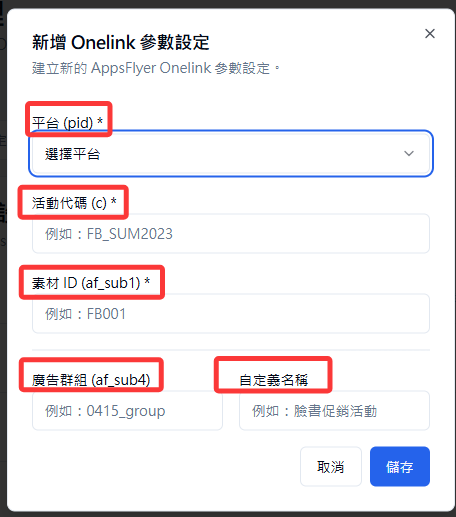 新增 Onelink 參數設定
建立新的 AppsFlyer Onelink 參數設定。
平台 (pid) *
選擇平台
活動代碼 (c) *
例如：FB_SUM2023
素材 ID (af_sub1) *
例如：FB001
廣告群組 (af_sub4) 自定義名稱
例如：0415_group 例如：臉書促銷活動
取消 儲存